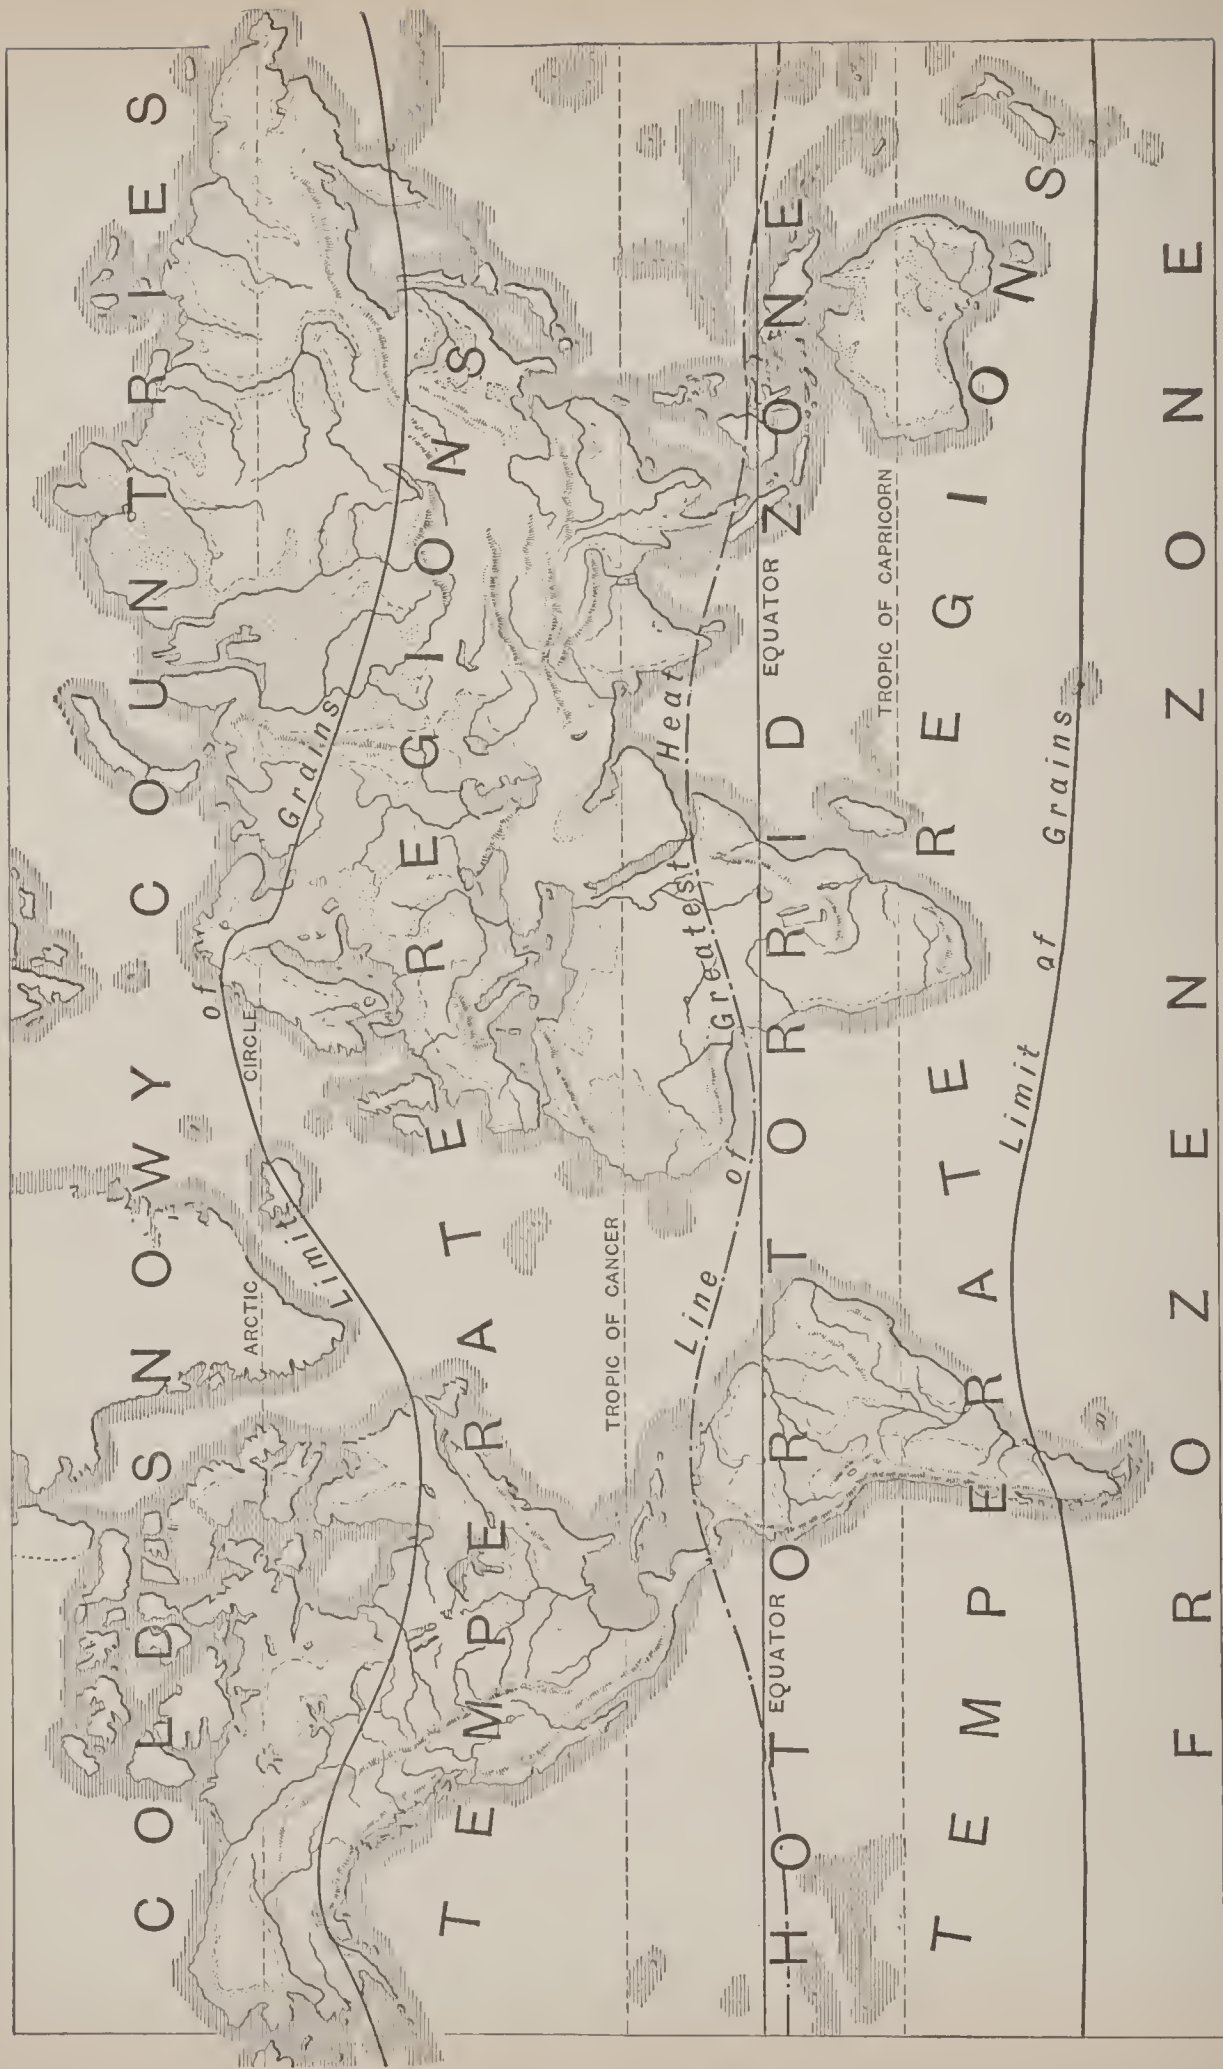 COLD SNOWY COUNTRIES
Limit of Grains
ARCTIC CIRCLE
TEMPERATE REGIONS
TROPIC OF CANCER
Line of Greatest Heat
EQUATOR EQUATOR
HOT OR TORRID ZONE
TROPIC OF CAPRICORN
TEMPERATE REGIONS
Limit of Grains
FROZEN ZONE